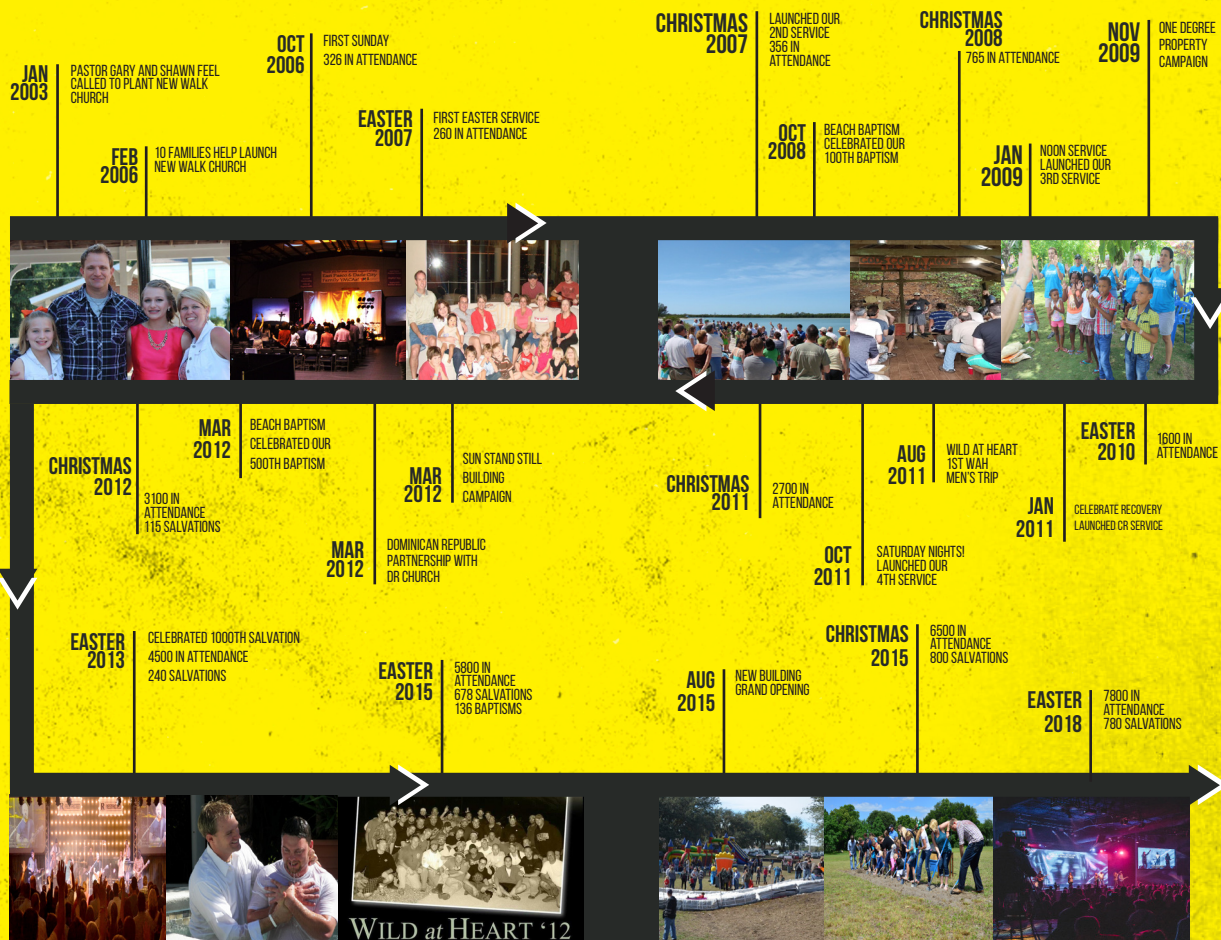 JAN
2003
PASTOR GARY AND SHAWN FEEL
CALLED TO PLANT NEW WALK
CHURCH
FEB
2006
10 FAMILIES HELP LAUNCH
NEW WALK CHURCH
OCT
2006
FIRST SUNDAY
326 IN ATTENDANCE
EASTER
2007
FIRST EASTER SERVICE
260 IN ATTENDANCE
CHRISTMAS
2007
LAUNCHED OUR
2ND SERVICE
356 IN
ATTENDANCE
OCT
2008
BEACH BAPTISM
CELEBRATED OUR
100TH BAPTISM
CHRISTMAS
2008
765 IN ATTENDANCE
JAN
2009
NOON SERVICE
LAUNCHED OUR
3RD SERVICE
NOV
2009
ONE DEGREE
PROPERTY
CAMPAIGN
EASTER
2010
1600 IN
ATTENDANCE
JAN
2011
CELEBRATE RECOVERY
LAUNCHED CR SERVICE
AUG
2011
WILD AT HEART
1ST WAH
MEN'S TRIP
OCT
2011
SATURDAY NIGHTS!
LAUNCHED OUR
4TH SERVICE
CHRISTMAS
2011
2700 IN
ATTENDANCE
MAR
2012
SUN STAND STILL
BUILDING
CAMPAIGN
MAR
2012
DOMINICAN REPUBLIC
PARTNERSHIP WITH
DR CHURCH
MAR
2012
BEACH BAPTISM
CELEBRATED OUR
500TH BAPTISM
CHRISTMAS
2012
3100 IN
ATTENDANCE
115 SALVATIONS
EASTER
2013
CELEBRATED 1000TH SALVATION
4500 IN ATTENDANCE
240 SALVATIONS
EASTER
2015
5800 IN
ATTENDANCE
678 SALVATIONS
136 BAPTISMS
AUG
2015
NEW BUILDING
GRAND OPENING
CHRISTMAS
2015
6500 IN
ATTENDANCE
800 SALVATIONS
EASTER
2018
7800 IN
ATTENDANCE
780 SALVATIONS
WILD at HEART '12